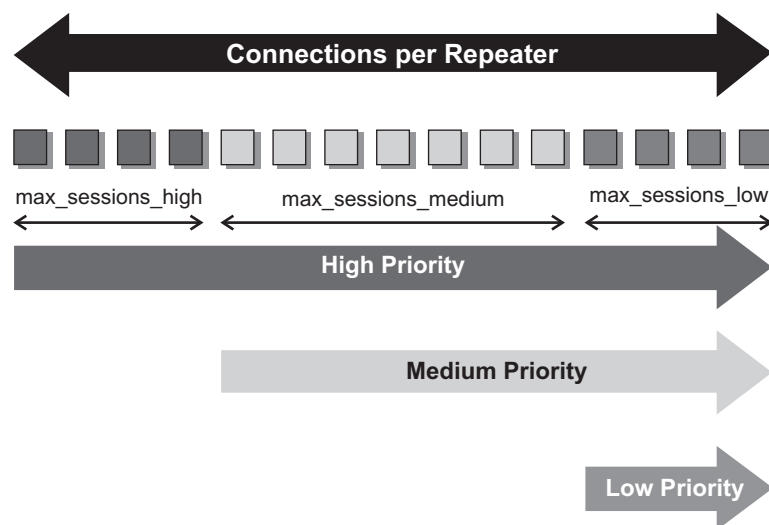 Connections per Repeater
max_sessions_high
max_sessions_medium
max_sessions_low
High Priority
Medium Priority
Low Priority